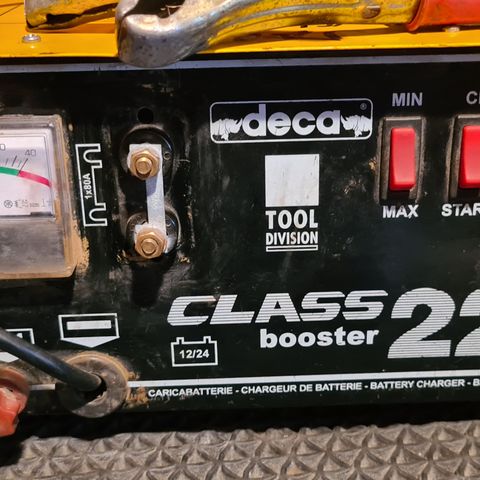 deca®
MIN
MAX
STAR
40
1x80A
TOOL
DIVISION
CLASS 22
booster
12/24
CARICABATTERIE - CHARGEUR DE BATTERIE - BATTERY CHARGER - B